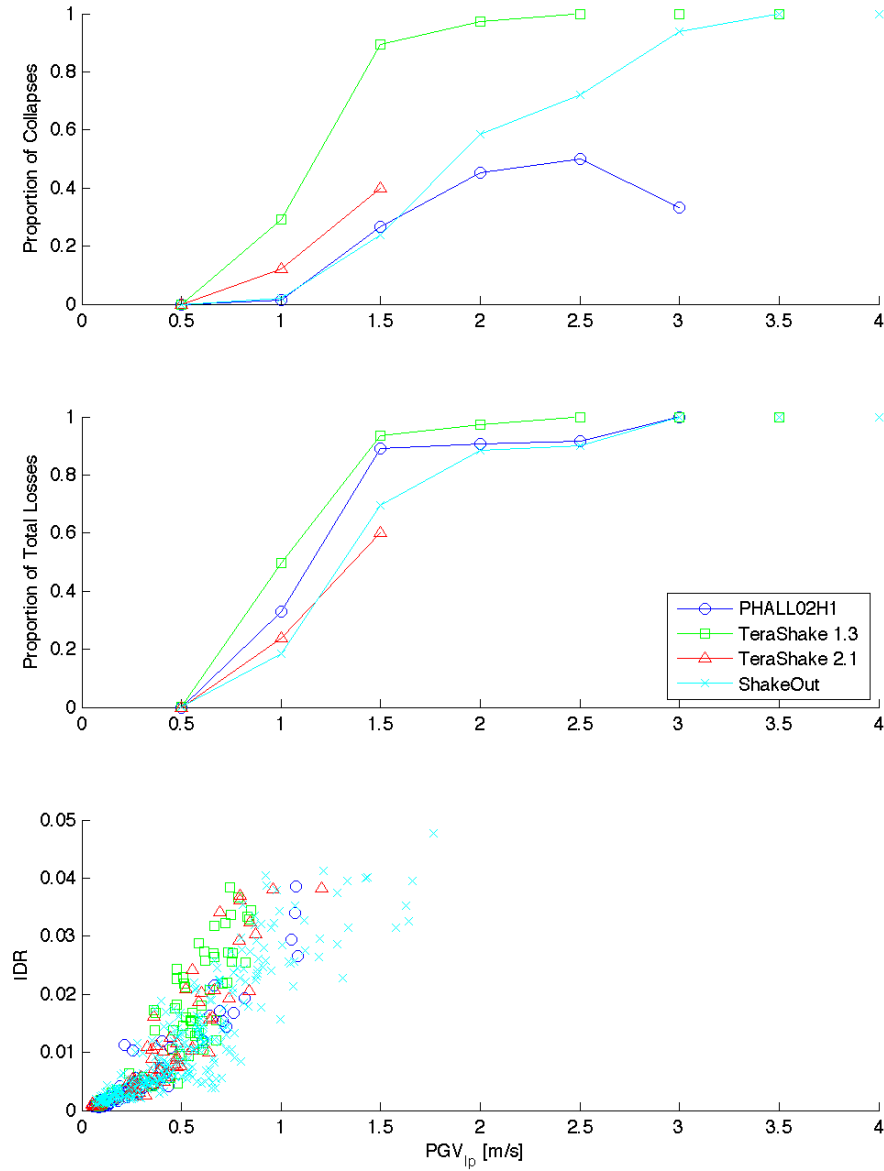 1
0.8
0.6
0.4
0.2
0
Proportion of Collapses
0 0.5 1 1.5 2 2.5 3 3.5 4
1
0.8
0.6
0.4
0.2
0
Proportion of Total Losses
PHALL02H1
TeraShake 1.3
TeraShake 2.1
ShakeOut
0 0.5 1 1.5 2 2.5 3 3.5 4
0.05
0.04
0.03
0.02
0.01
0
IDR
0 0.5 1 1.5 2 2.5 3 3.5 4
PGVlp [m/s]